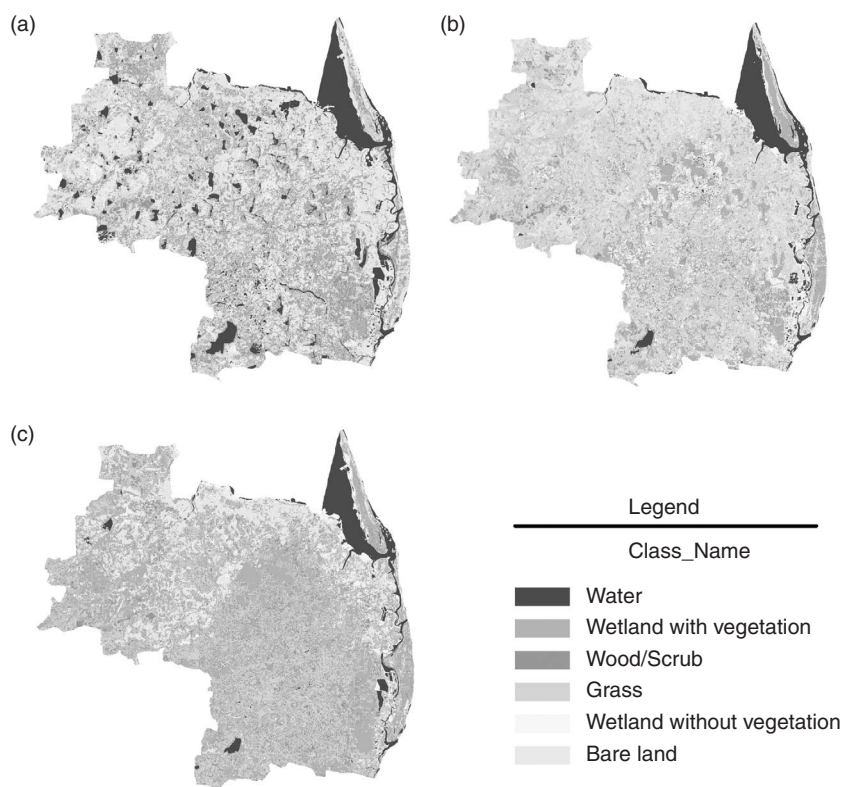 (a)
(b)
(c)
Legend
Class_Name
Water
Wetland with vegetation
Wood/Scrub
Grass
Wetland without vegetation
Bare land